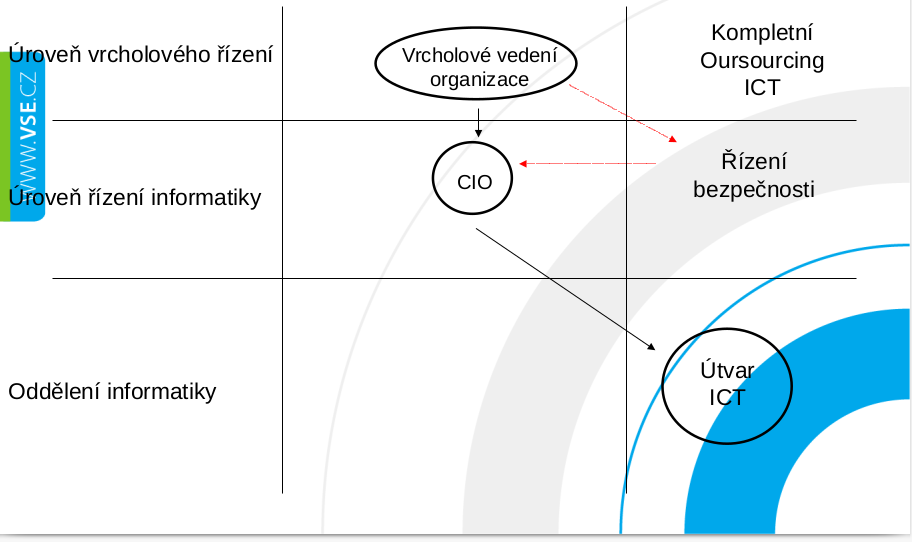 Úroveň vrcholového řízení
Vrcholové vedení
organizace
Kompletní
Oursourcing
ICT
WWW.VSE.CZ
Úroveň řízení informatiky
CIO
Řízení
bezpečnosti
Oddělení informatiky
Útvar
ICT